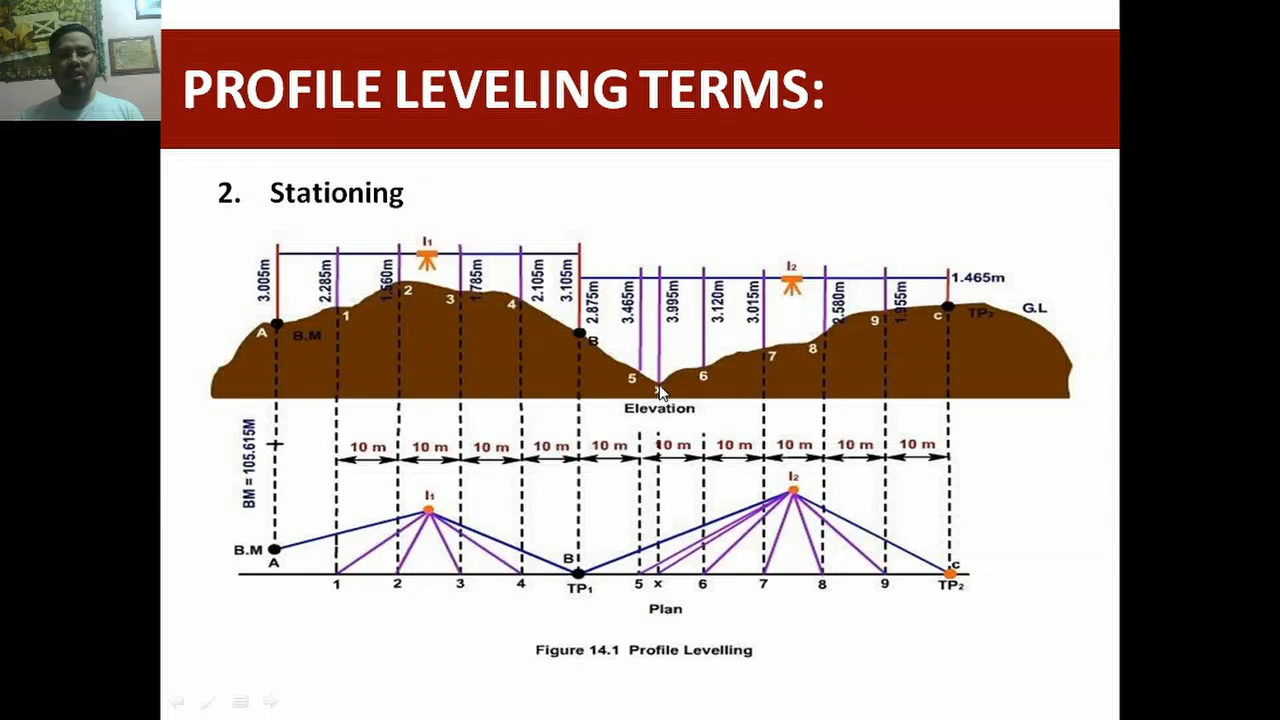 PROFILE LEVELING TERMS:
2. Stationing
I₁
I₂
3.005m
2.285m
1.785m
2.105m
3.105m
2.875m
3.465m
3.995m
3.120m
3.015m
2.580m
1.955m
1.465m
A
B.M
1
2
3
4
B
5
6
7
8
9
c
TP₂
G.L
Elevation
BM = 105.615M
10 m 10 m 10 m 10 m 10 m 10 m 10 m 10 m 10 m 10 m
I₁
I₂
B.M
A
B
c
1 2 3 4 TP₁ 5 x 6 7 8 9 TP₂
Plan
Figure 14.1 Profile Levelling